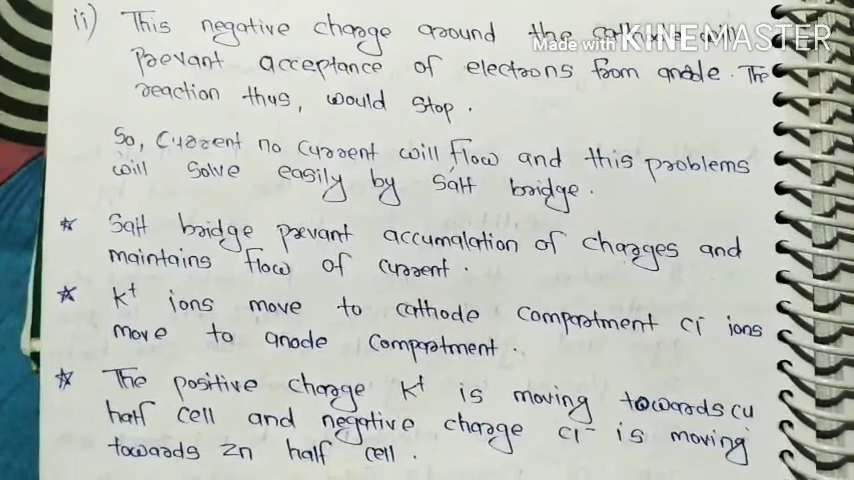 ii) This negative charge around the cathode will
Made with KINEMASTER
prevant acceptance of electrons from anode. The
reaction thus, would stop.
So, current no current will flow and this problems
will solve easily by salt bridge.
* Salt bridge prevant accumalation of charges and
maintains flow of current.
* K+ ions move to cathode compartment Cl- ions
move to anode compartment.
* The positive charge K+ is moving towards cu
half cell and negative charge Cl- is moving
towards Zn half cell.